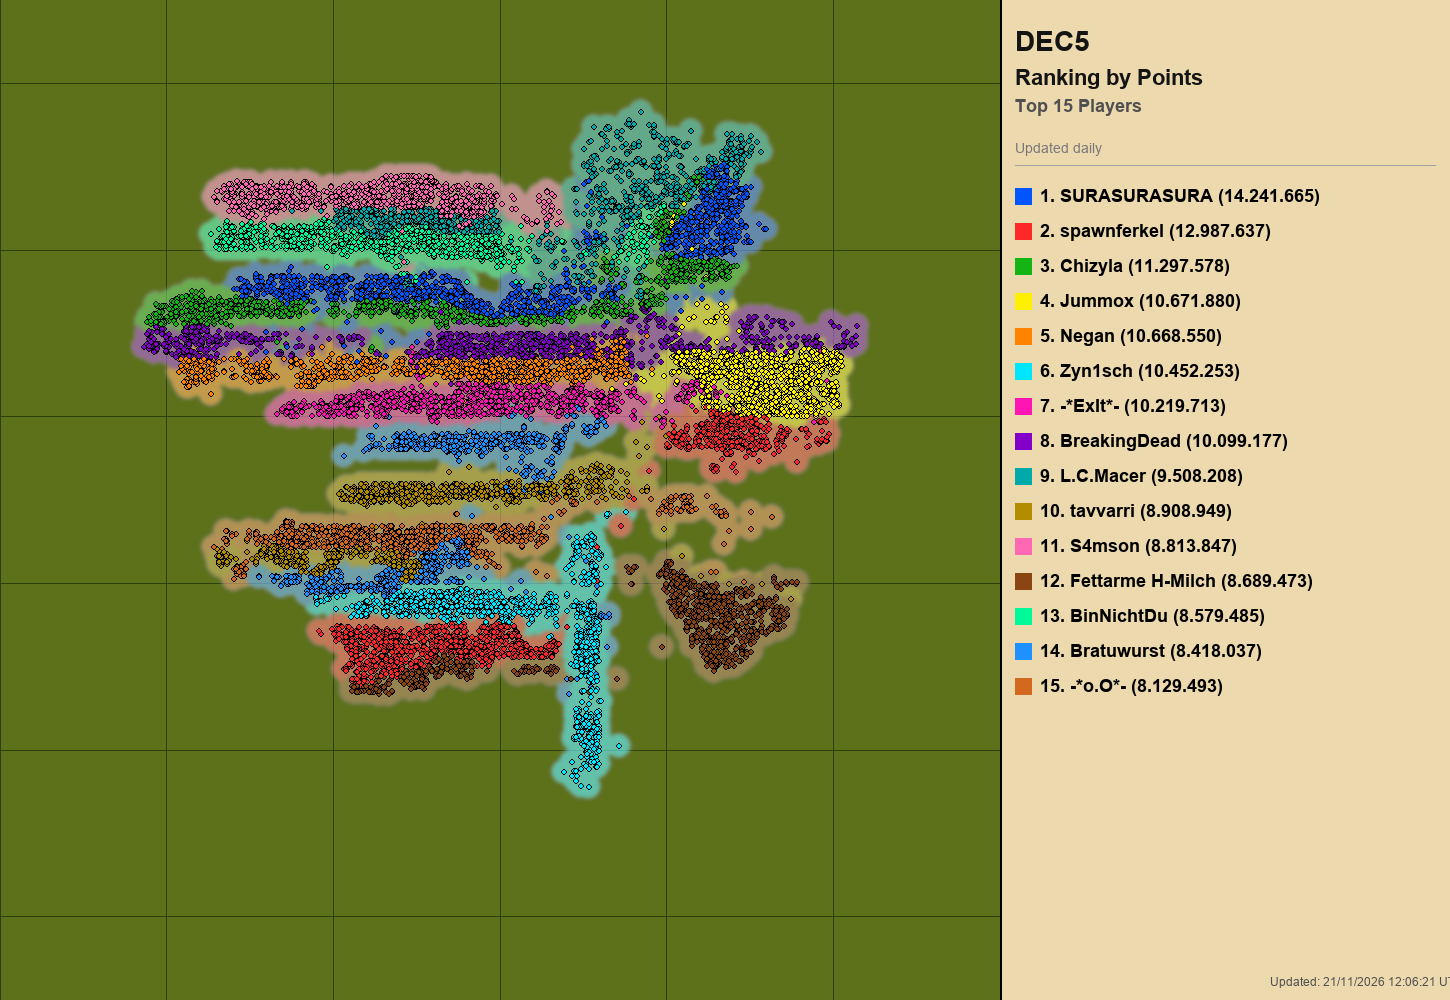 DEC5
Ranking by Points
Top 15 Players
Updated daily
1. SURASURASURA (14.241.665)
2. spawnferkel (12.987.637)
3. Chizyla (11.297.578)
4. Jummox (10.671.880)
5. Negan (10.668.550)
6. Zyn1sch (10.452.253)
7. -*ExIt*- (10.219.713)
8. BreakingDead (10.099.177)
9. L.C.Macer (9.508.208)
10. tavvarri (8.908.949)
11. S4mson (8.813.847)
12. Fettarme H-Milch (8.689.473)
13. BinNichtDu (8.579.485)
14. Bratuwurst (8.418.037)
15. -*o.O*- (8.129.493)
Updated: 21/11/2026 12:06:21